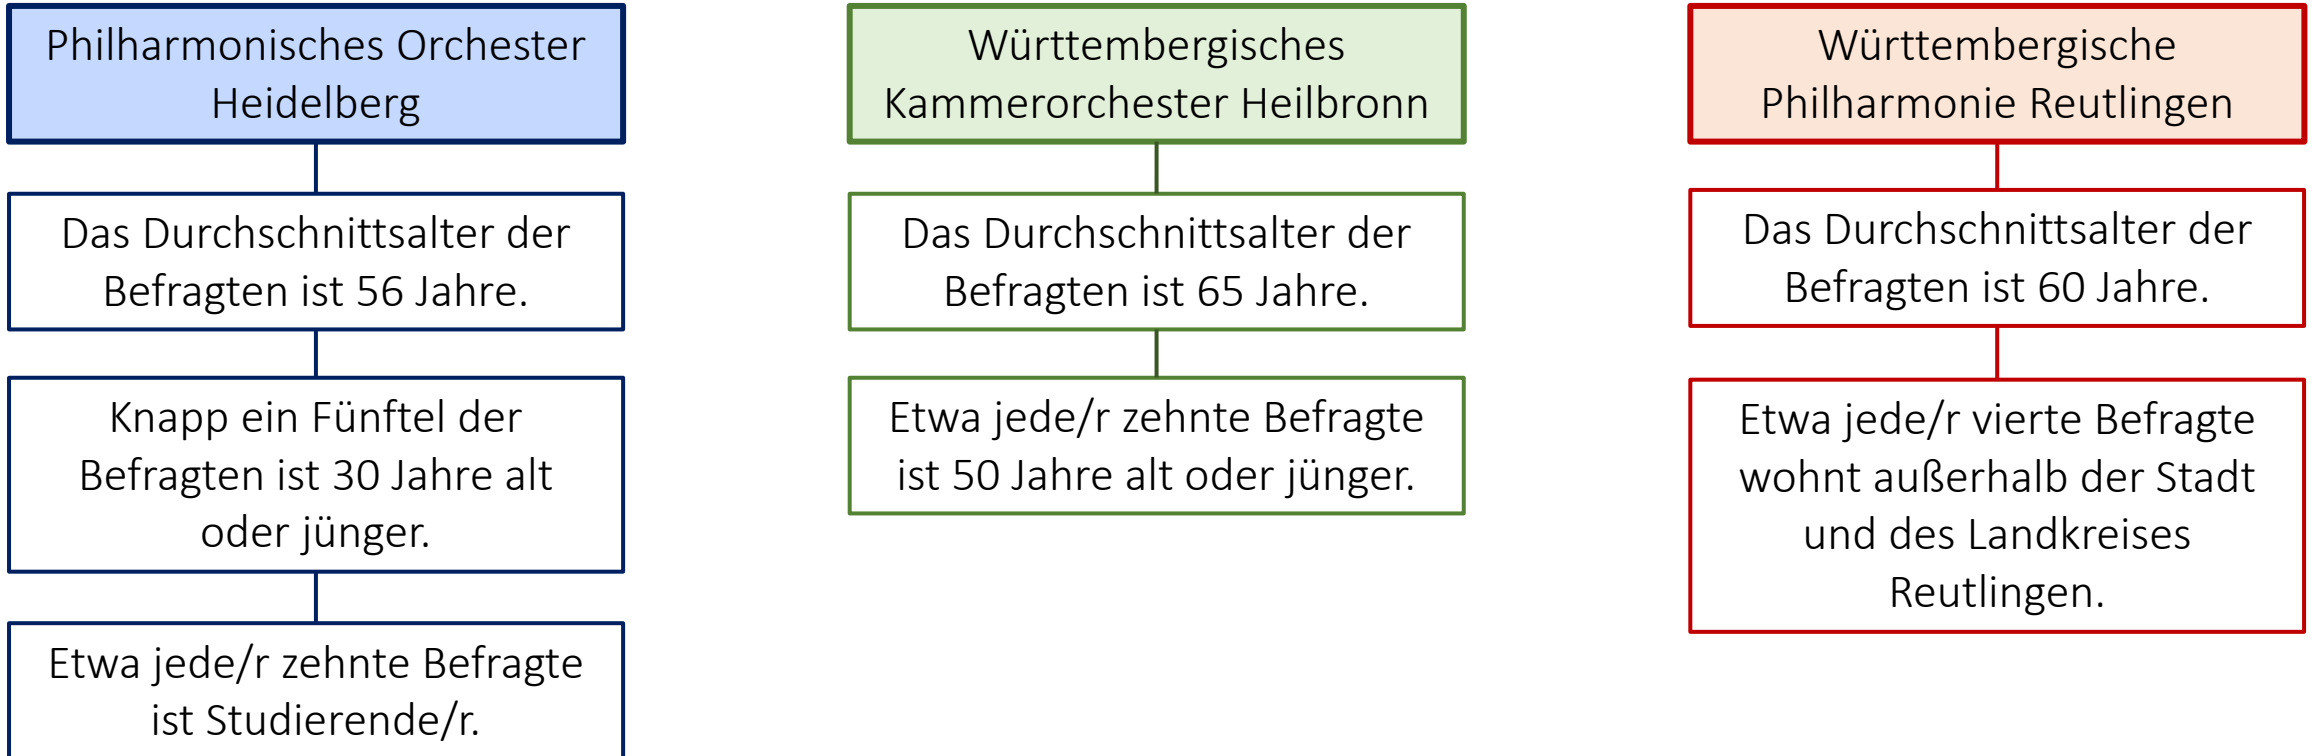 Philharmonisches Orchester
Heidelberg
Das Durchschnittsalter der
Befragten ist 56 Jahre.
Knapp ein Fünftel der
Befragten ist 30 Jahre alt
oder jünger.
Etwa jede/r zehnte Befragte
ist Studierende/r.
Württembergisches
Kammerorchester Heilbronn
Das Durchschnittsalter der
Befragten ist 65 Jahre.
Etwa jede/r zehnte Befragte
ist 50 Jahre alt oder jünger.
Württembergische
Philharmonie Reutlingen
Das Durchschnittsalter der
Befragten ist 60 Jahre.
Etwa jede/r vierte Befragte
wohnt außerhalb der Stadt
und des Landkreises
Reutlingen.